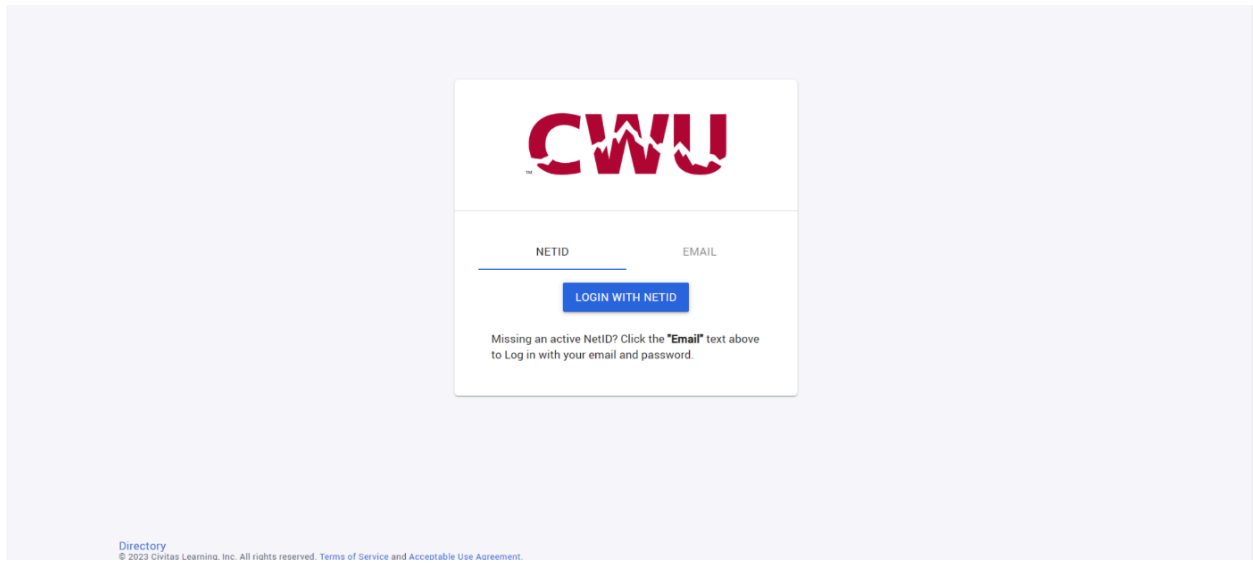 CWU
TM
NETID
EMAIL
LOGIN WITH NETID
Missing an active NetID? Click the "Email" text above
to Log in with your email and password.
Directory
© 2023 Civitas Learning, Inc. All rights reserved. Terms of Service and Acceptable Use Agreement.